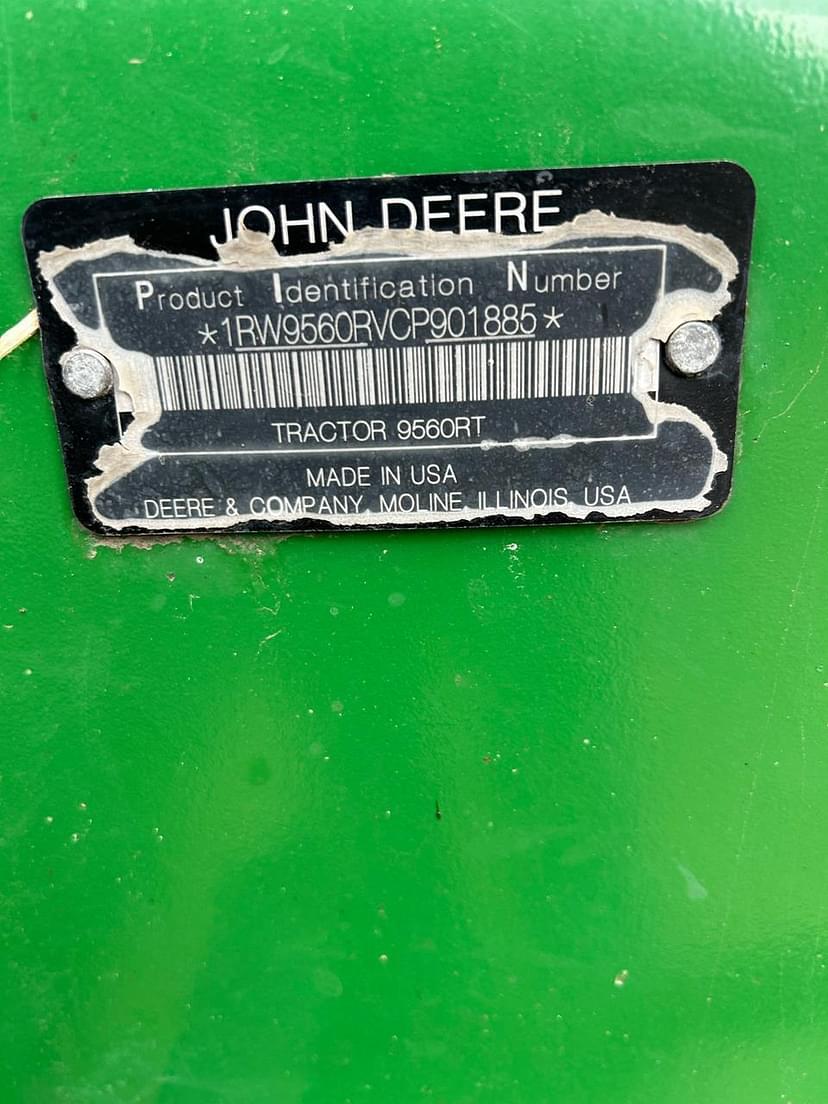 JOHN DEERE
Product Identification Number
*1RW9560RVCP901885*
TRACTOR 9560RT
MADE IN USA
DEERE & COMPANY MOLINE ILLINOIS USA